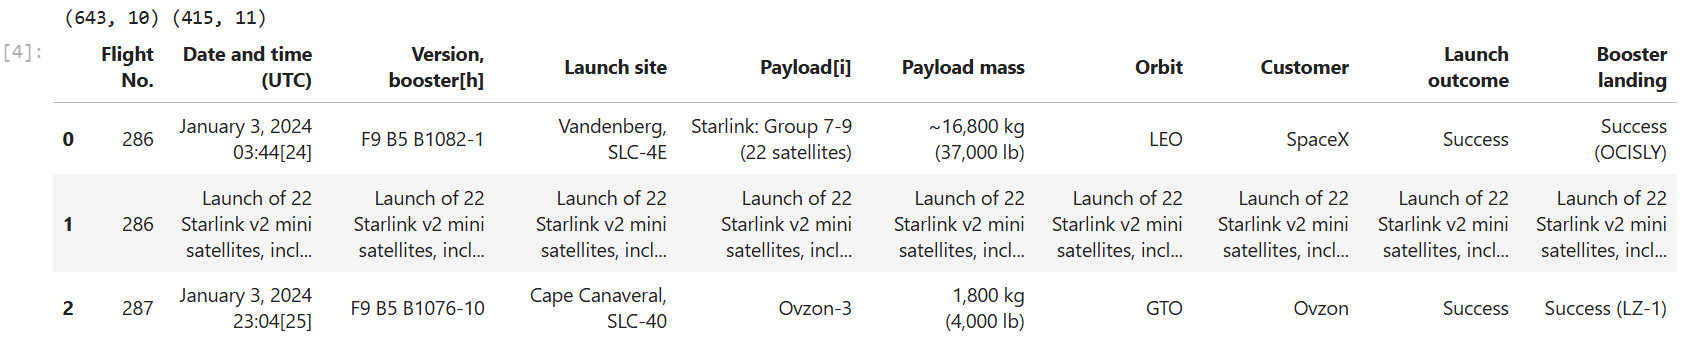 (643, 10) (415, 11)
[4]:
Flight No. Date and time (UTC) Version, booster[h] Launch site Payload[i] Payload mass Orbit Customer Launch outcome Booster landing
0 286 January 3, 2024 03:44[24] F9 B5 B1082-1 Vandenberg, SLC-4E Starlink: Group 7-9 (22 satellites) ~16,800 kg (37,000 lb) LEO SpaceX Success Success (OCISLY)
1 286 Launch of 22 Starlink v2 mini satellites, incl... Launch of 22 Starlink v2 mini satellites, incl... Launch of 22 Starlink v2 mini satellites, incl... Launch of 22 Starlink v2 mini satellites, incl... Launch of 22 Starlink v2 mini satellites, incl... Launch of 22 Starlink v2 mini satellites, incl... Launch of 22 Starlink v2 mini satellites, incl... Launch of 22 Starlink v2 mini satellites, incl... Launch of 22 Starlink v2 mini satellites, incl...
2 287 January 3, 2024 23:04[25] F9 B5 B1076-10 Cape Canaveral, SLC-40 Ovzon-3 1,800 kg (4,000 lb) GTO Ovzon Success Success (LZ-1)